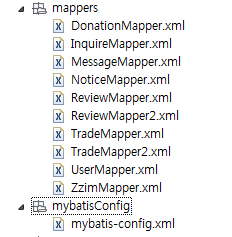 mappers
DonationMapper.xml
InquireMapper.xml
MessageMapper.xml
NoticeMapper.xml
ReviewMapper.xml
ReviewMapper2.xml
TradeMapper.xml
TradeMapper2.xml
UserMapper.xml
ZzimMapper.xml
mybatisConfig
mybatis-config.xml